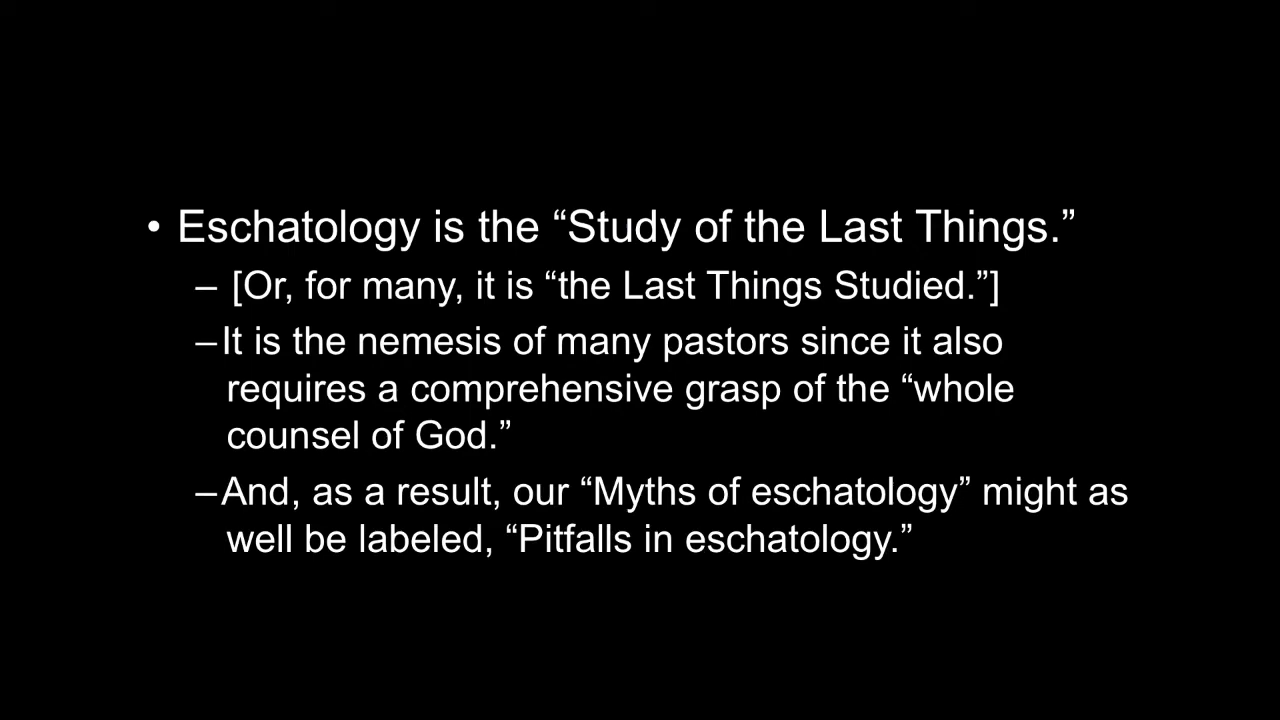 • Eschatology is the “Study of the Last Things.”
– [Or, for many, it is “the Last Things Studied.”]
–It is the nemesis of many pastors since it also
requires a comprehensive grasp of the “whole
counsel of God.”
–And, as a result, our “Myths of eschatology” might as
well be labeled, “Pitfalls in eschatology.”